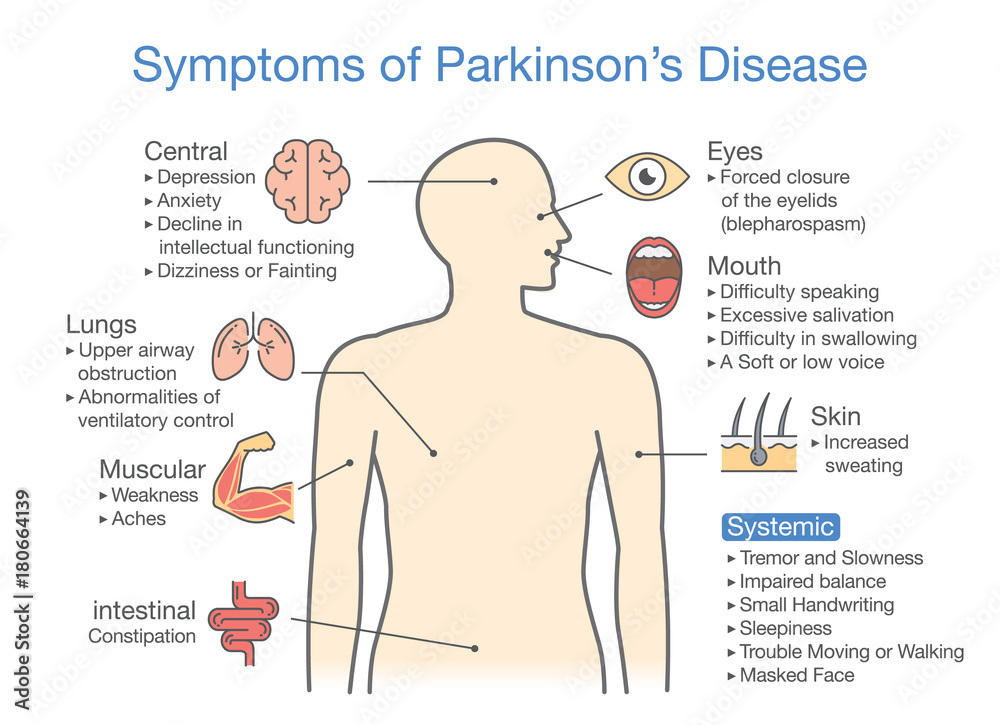 Symptoms of Parkinson's Disease
Central
▸ Depression
▸ Anxiety
▸ Decline in
intellectual functioning
▸ Dizziness or Fainting
Eyes
▸ Forced closure
of the eyelids
(blepharospasm)
Mouth
▸ Difficulty speaking
▸ Excessive salivation
▸ Difficulty in swallowing
▸ A Soft or low voice
Lungs
▸ Upper airway
obstruction
▸ Abnormalities of
ventilatory control
Skin
▸ Increased
sweating
Muscular
▸ Weakness
▸ Aches
Systemic
▸ Tremor and Slowness
▸ Impaired balance
▸ Small Handwriting
▸ Sleepiness
▸ Trouble Moving or Walking
▸ Masked Face
intestinal
Constipation
Adobe Stock | #180664139
Adobe Stock